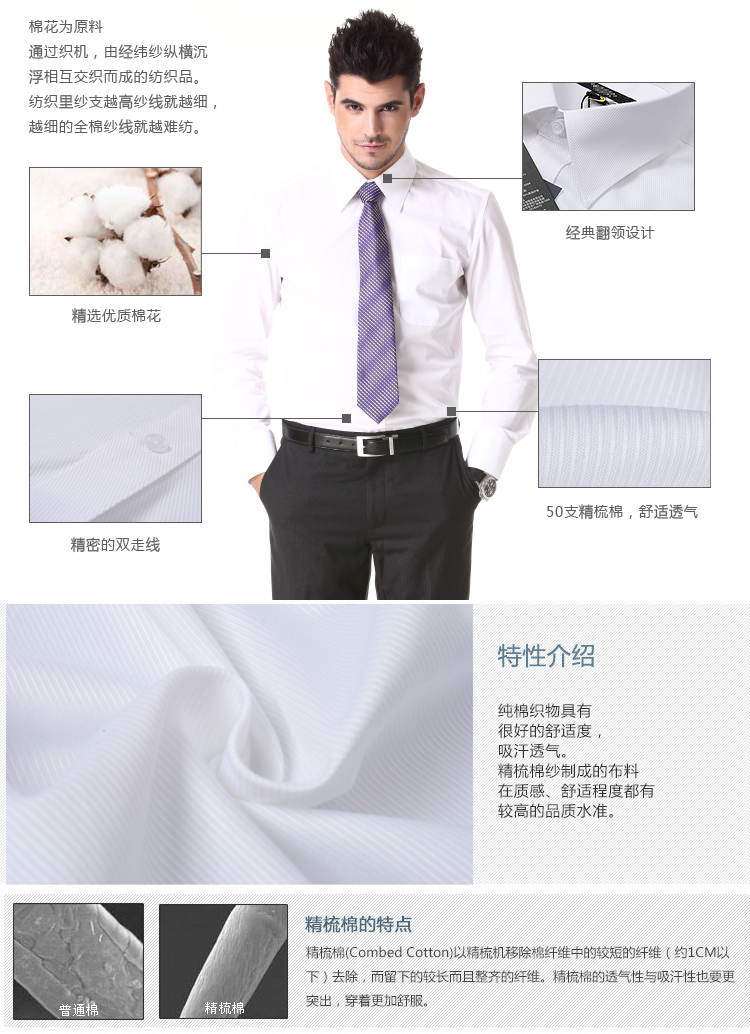 棉花为原料
通过织机，由经纬纱纵横沉
浮相互交织而成的纺织品。
纺织里纱支越高纱线就越细，
越细的全棉纱线就越难纺。
经典翻领设计
精选优质棉花
50支精梳棉，舒适透气
精密的双走线
特性介绍
纯棉织物具有
很好的舒适度，
吸汗透气。
精梳棉纱制成的布料
在质感、舒适程度都有
较高的品质水准。
普通棉
精梳棉
精梳棉的特点
精梳棉(Combed Cotton)以精梳机移除棉纤维中的较短的纤维（约1CM以
下）去除，而留下的较长而且整齐的纤维。精梳棉的透气性与吸汗性也要更
突出，穿着更加舒服。